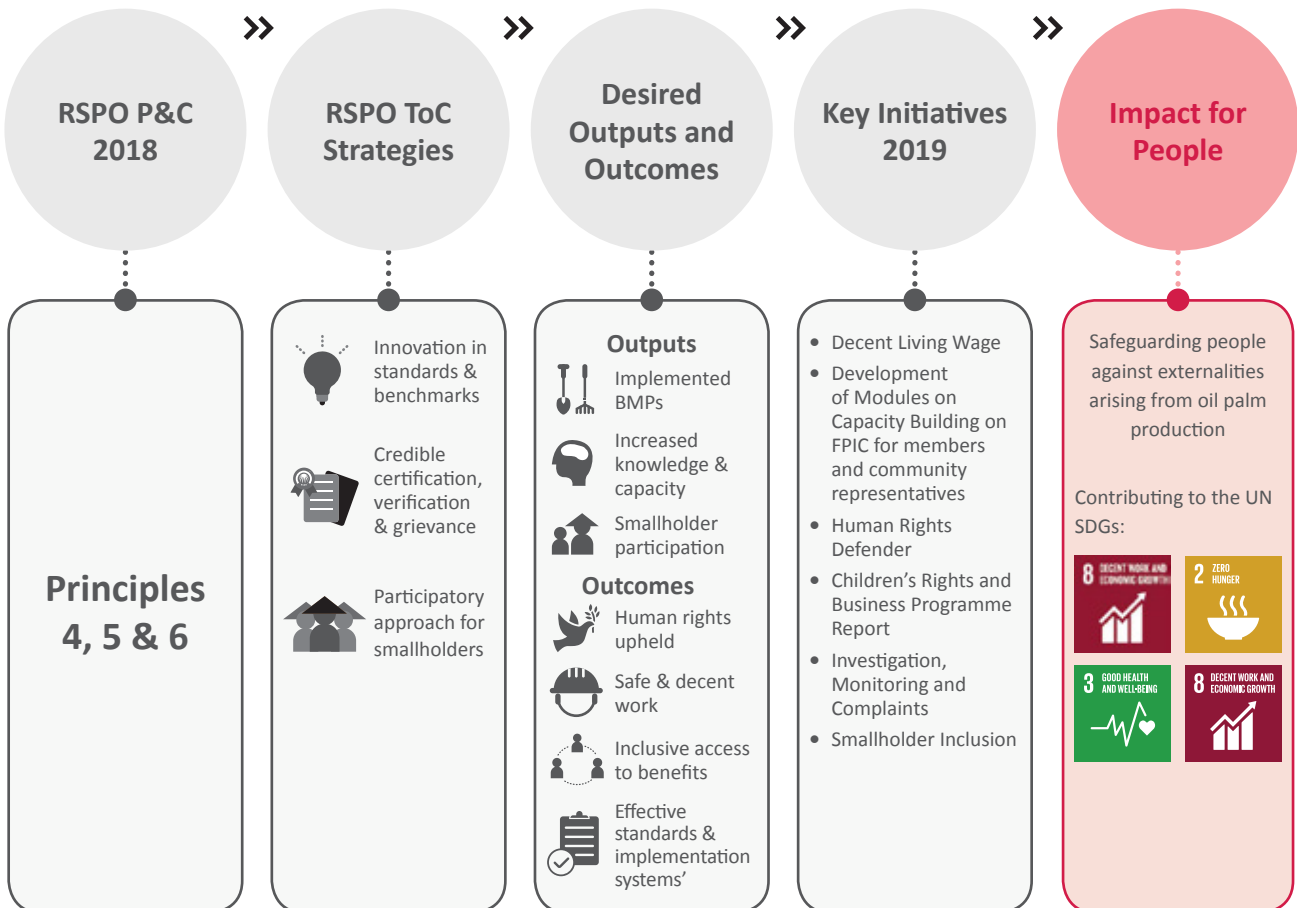 RSPO P&C
2018
RSPO ToC
Strategies
Desired
Outputs and
Outcomes
Key Initiatives
2019
Impact for
People
Principles
4, 5 & 6
Innovation in
standards &
benchmarks
Credible
certification,
verification
& grievance
Participatory
approach for
smallholders
Outputs
Implemented
BMPs
Increased
knowledge &
capacity
Smallholder
participation
Outcomes
Human rights
upheld
Safe & decent
work
Inclusive access
to benefits
Effective
standards &
implementation
systems’
• Decent Living Wage
• Development
of Modules on
Capacity Building on
FPIC for members
and community
representatives
• Human Rights
Defender
• Children’s Rights and
Business Programme
Report
• Investigation,
Monitoring and
Complaints
• Smallholder Inclusion
Safeguarding people
against externalities
arising from oil palm
production
Contributing to the UN
SDGs:
8 DECENT WORK AND
ECONOMIC GROWTH
2 ZERO
HUNGER
3 GOOD HEALTH
AND WELL-BEING
8 DECENT WORK AND
ECONOMIC GROWTH